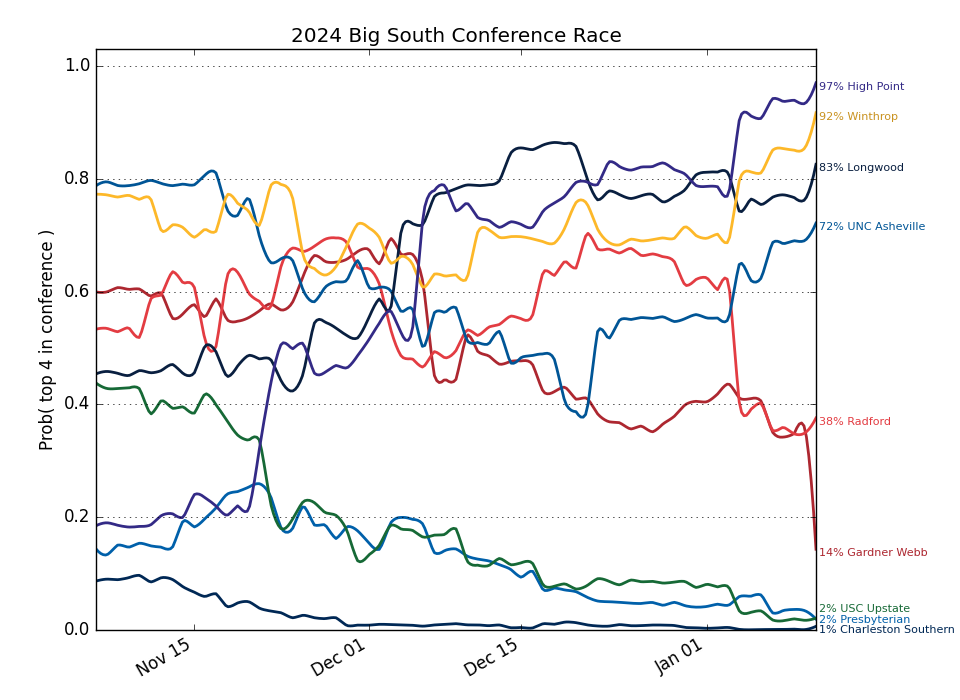 2024 Big South Conference Race
Prob( top 4 in conference )
1.0
0.8
0.6
0.4
0.2
0.0
Nov 15
Dec 01
Dec 15
Jan 01
97% High Point
92% Winthrop
83% Longwood
72% UNC Asheville
38% Radford
14% Gardner Webb
2% USC Upstate
2% Presbyterian
1% Charleston Southern